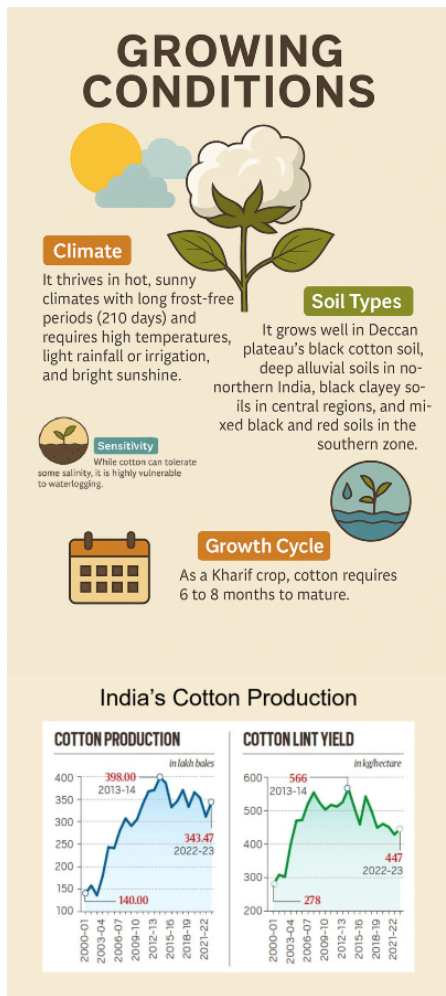 GROWING
CONDITIONS
Climate
It thrives in hot, sunny
climates with long frost-free
periods (210 days) and
requires high temperatures,
light rainfall or irrigation,
and bright sunshine.
Soil Types
It grows well in Deccan
plateau's black cotton soil,
deep alluvial soils in no-
northern India, black clayey so-
ils in central regions, and mi-
xed black and red soils in the
southern zone.
Sensitivity
While cotton can tolerate
some salinity, it is highly vulnerable
to waterlogging.
Growth Cycle
As a Kharif crop, cotton requires
6 to 8 months to mature.
India's Cotton Production
COTTON PRODUCTION
in lakh bales
400
350
300
250
200
150
100
398.00
2013-14
343.47
2022-23
140.00
2000-01
2003-04
2006-07
2009-10
2012-13
2015-16
2018-19
2021-22
COTTON LINT YIELD
in kg/hectare
600
500
400
300
200
566
2013-14
447
2022-23
278
2000-01
2003-04
2006-07
2009-10
2012-13
2015-16
2018-19
2021-22